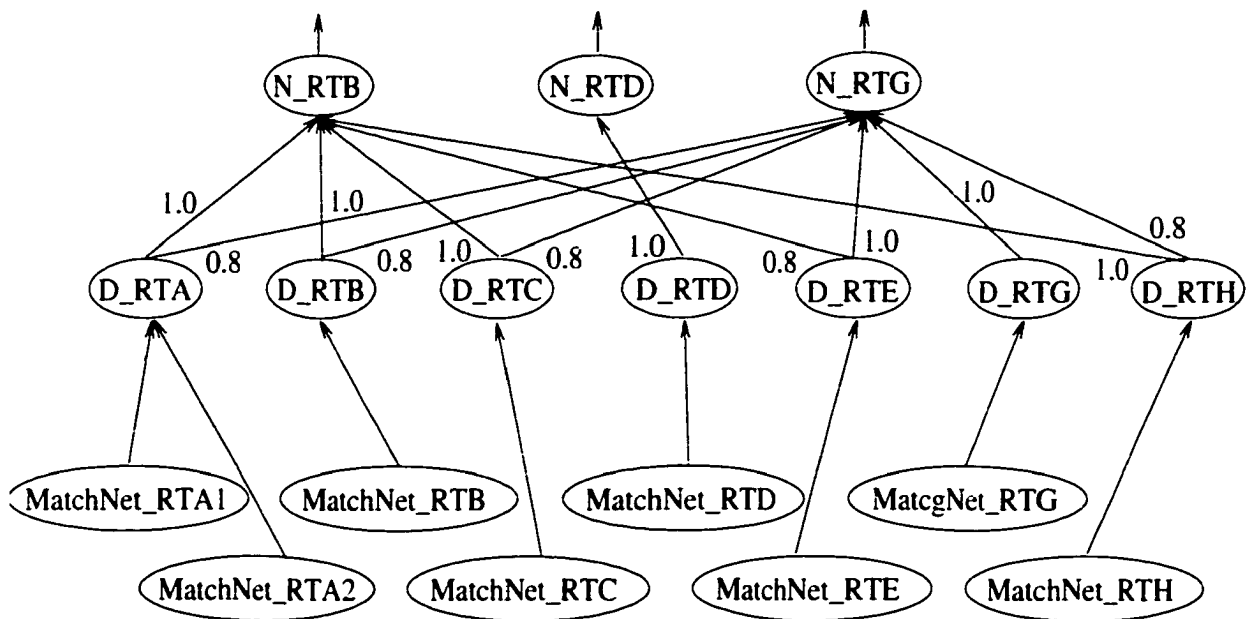 N_RTB N_RTD N_RTG
1.0 1.0 1.0 0.8
0.8 0.8 1.0 0.8 1.0 0.8 1.0 1.0
D_RTA D_RTB D_RTC D_RTD D_RTE D_RTG D_RTH
MatchNet_RTA1 MatchNet_RTB MatchNet_RTD MatcgNet_RTG
MatchNet_RTA2 MatchNet_RTC MatchNet_RTE MatchNet_RTH